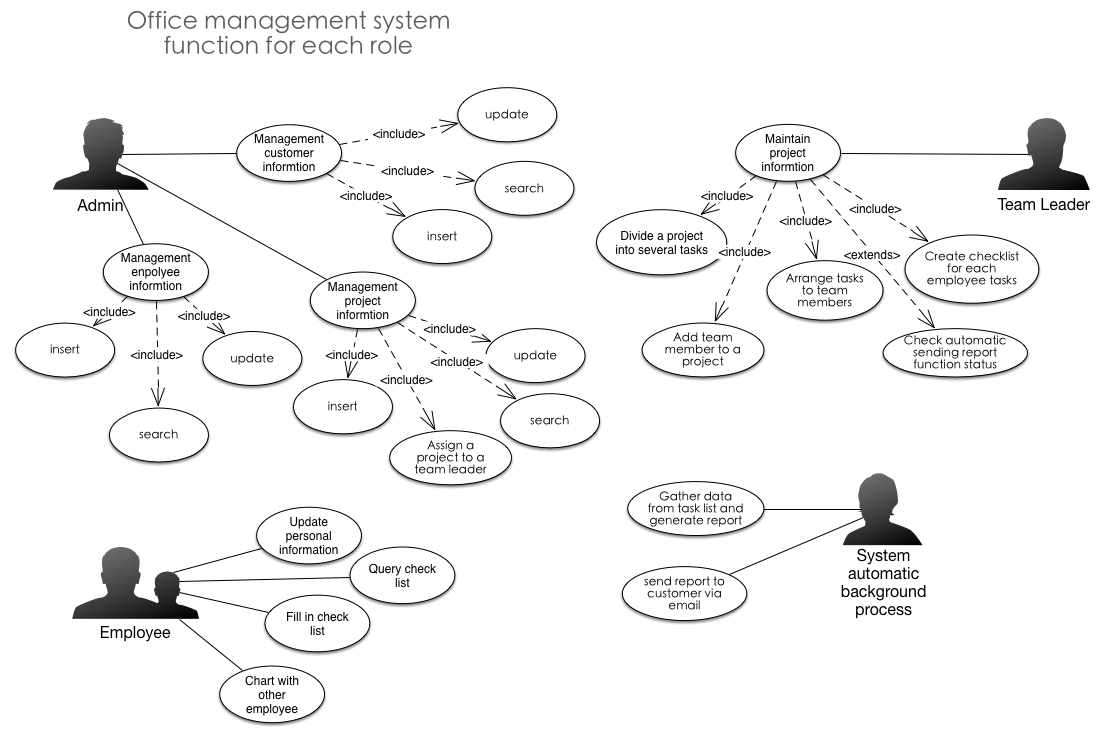 Office management system
function for each role
Admin
Management
customer
informtion
<include>
update
<include>
search
<include>
insert
Management
enpolyee
informtion
<include>
insert
<include>
search
<include>
update
Management
project
informtion
<include>
update
<include>
search
<include>
insert
<include>
Assign a
project to a
team leader
Maintain
project
informtion
Team Leader
<include>
Divide a project
into several tasks
<include>
Add team
member to a
project
<include>
Arrange tasks
to team
members
<include>
Create checklist
for each
employee tasks
<extends>
Check automatic
sending report
function status
Employee
Update
personal
information
Query check
list
Fill in check
list
Chart with
other
employee
Gather data
from task list and
generate report
send report to
customer via
email
System
automatic
background
process